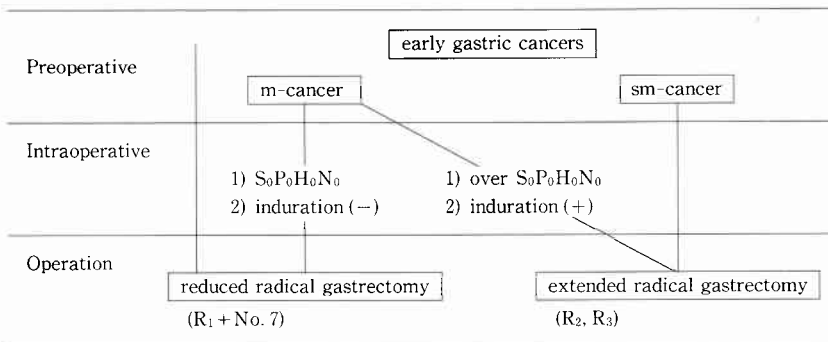 early gastric cancers
Preoperative
m-cancer sm-cancer
Intraoperative
1) S₀P₀H₀N₀ 1) over S₀P₀H₀N₀
2) induration (−) 2) induration (+)
Operation
reduced radical gastrectomy extended radical gastrectomy
(R₁ + No. 7) (R₂, R₃)